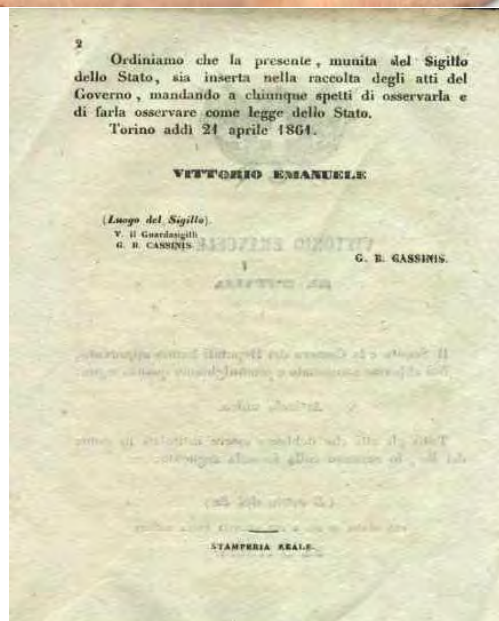 2
Ordiniamo che la presente, munita del Sigillo
dello Stato, sia inserta nella raccolta degli atti del
Governo, mandando a chiunque spetti di osservarla e
di farla osservare come legge dello Stato.
Torino addì 21 aprile 1861.
VITTORIO EMANUELE
(Luogo del Sigillo).
V. il Guardasigilli
G. B. CASSINIS.
G. B. CASSINIS.
STAMPERIA REALE.